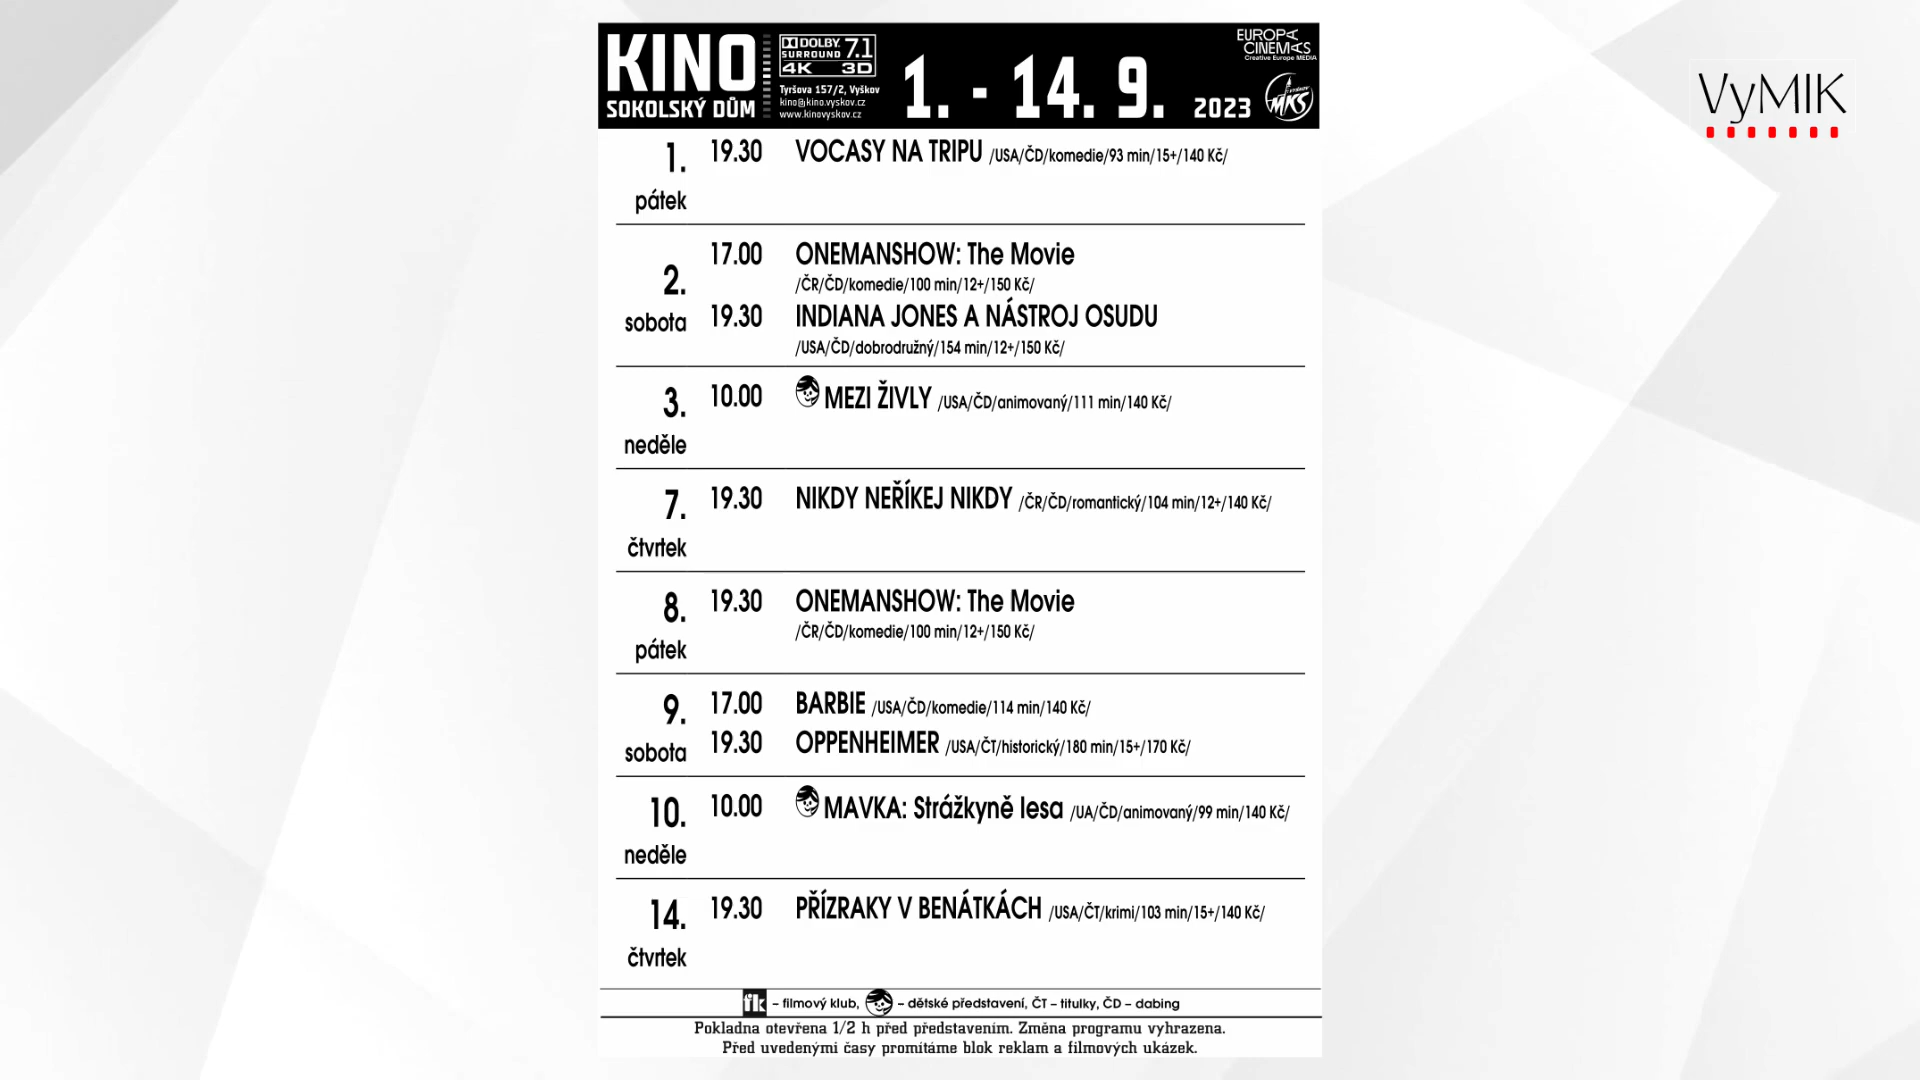 KINO
SOKOLSKÝ DŮM
DOLBY SURROUND 7.1
4K 3D
Tyršova 157/2, Vyškov
kino@kino.vyskov.cz
www.kinovyskov.cz
1. - 14. 9. 2023
EUROPA
CINEMAS
Creative Europe MEDIA
MKS
VyMIK
1. pátek
19.30 VOCASY NA TRIPU /USA/ČD/komedie/93 min/15+/140 Kč/
2. sobota
17.00 ONEMANSHOW: The Movie
/ČR/ČD/komedie/100 min/12+/150 Kč/
19.30 INDIANA JONES A NÁSTROJ OSUDU
/USA/ČD/dobrodružný/154 min/12+/150 Kč/
3. neděle
10.00 MEZI ŽIVLY /USA/ČD/animovaný/111 min/140 Kč/
7. čtvrtek
19.30 NIKDY NEŘÍKEJ NIKDY /ČR/ČD/romantický/104 min/12+/140 Kč/
8. pátek
19.30 ONEMANSHOW: The Movie
/ČR/ČD/komedie/100 min/12+/150 Kč/
9. sobota
17.00 BARBIE /USA/ČD/komedie/114 min/140 Kč/
19.30 OPPENHEIMER /USA/ČT/historický/180 min/15+/170 Kč/
10. neděle
10.00 MAVKA: Strážkyně lesa /UA/ČD/animovaný/99 min/140 Kč/
14. čtvrtek
19.30 PŘÍZRAKY V BENÁTKÁCH /USA/ČT/krimi/103 min/15+/140 Kč/
fk – filmový klub, – dětské představení, ČT – titulky, ČD – dabing
Pokladna otevřena 1/2 h před představením. Změna programu vyhrazena.
Před uvedenými časy promítáme blok reklam a filmových ukázek.